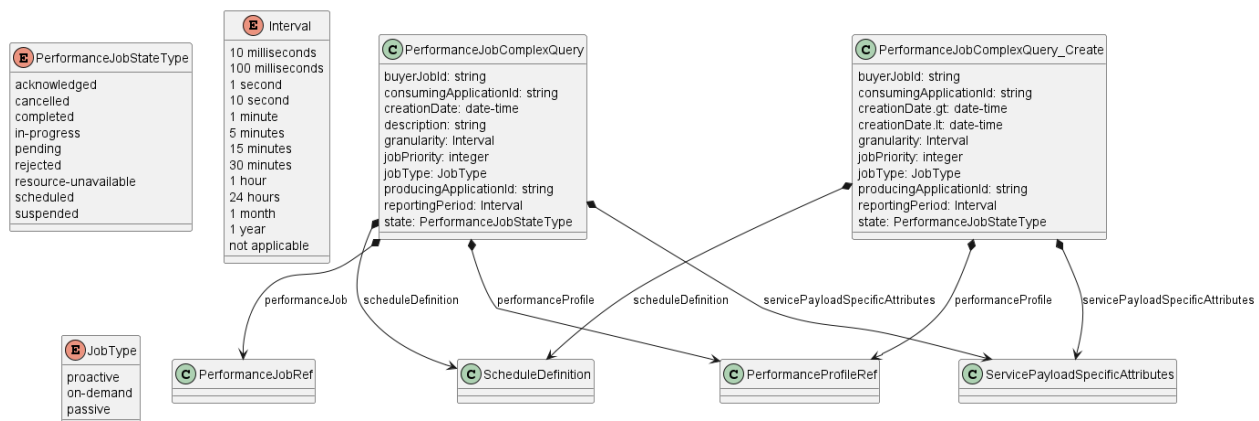 E PerformanceJobStateType
acknowledged
cancelled
completed
in-progress
pending
rejected
resource-unavailable
scheduled
suspended
E Interval
10 milliseconds
100 milliseconds
1 second
10 second
1 minute
5 minutes
15 minutes
30 minutes
1 hour
24 hours
1 month
1 year
not applicable
C PerformanceJobComplexQuery
buyerJobId: string
consumingApplicationId: string
creationDate: date-time
description: string
granularity: Interval
jobPriority: integer
jobType: JobType
producingApplicationId: string
reportingPeriod: Interval
state: PerformanceJobStateType
C PerformanceJobComplexQuery_Create
buyerJobId: string
consumingApplicationId: string
creationDate.gt: date-time
creationDate.lt: date-time
granularity: Interval
jobPriority: integer
jobType: JobType
producingApplicationId: string
reportingPeriod: Interval
state: PerformanceJobStateType
performanceJob
scheduleDefinition
performanceProfile
scheduleDefinition
servicePayloadSpecificAttributes
performanceProfile
servicePayloadSpecificAttributes
E JobType
proactive
on-demand
passive
C PerformanceJobRef
C ScheduleDefinition
C PerformanceProfileRef
C ServicePayloadSpecificAttributes